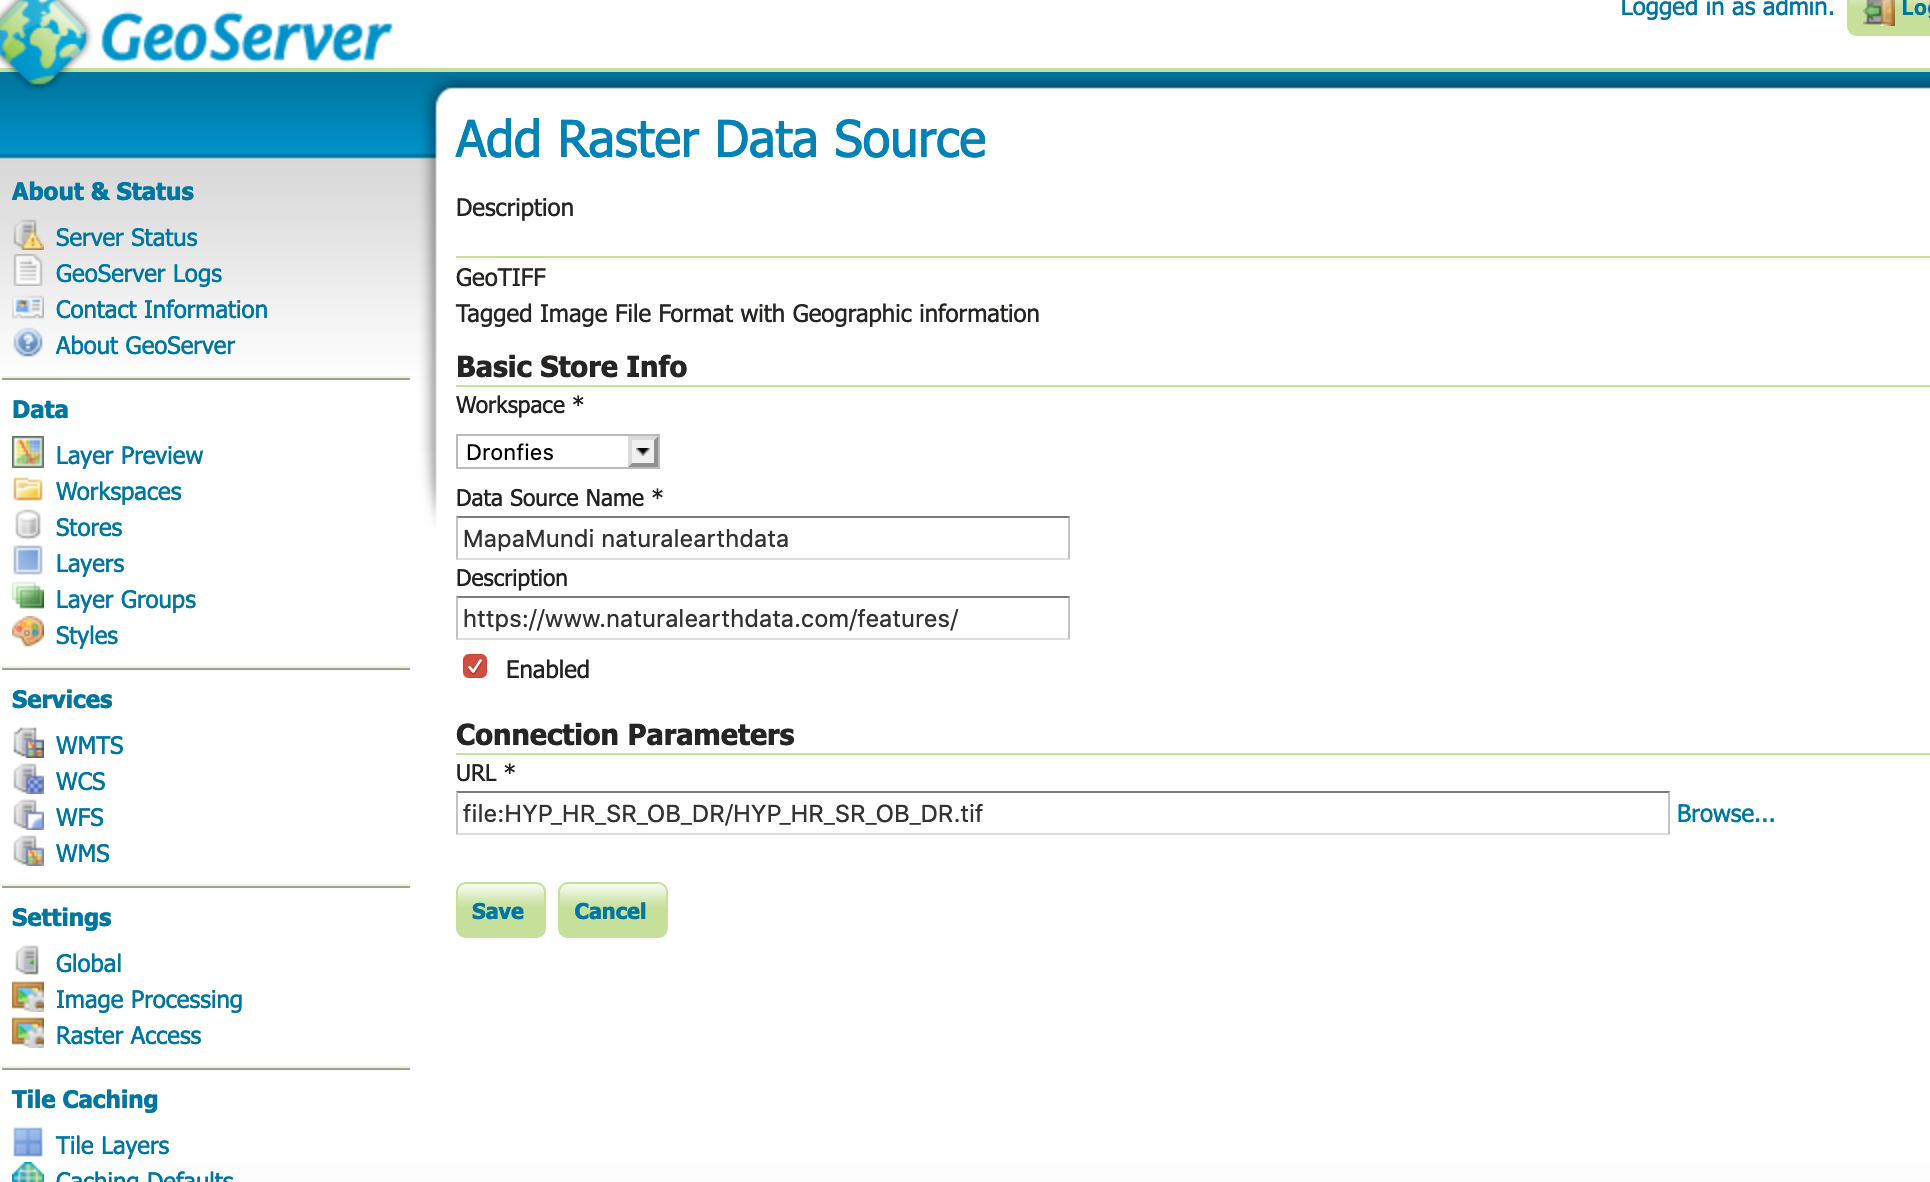 GeoServer
Logged in as admin.
Add Raster Data Source
Description
GeoTIFF
Tagged Image File Format with Geographic information
Basic Store Info
Workspace *
Dronfies
Data Source Name *
MapaMundi naturalearthdata
Description
https://www.naturalearthdata.com/features/
Enabled
Connection Parameters
URL *
file:HYP_HR_SR_OB_DR/HYP_HR_SR_OB_DR.tif
Browse...
Save
Cancel
About & Status
Server Status
GeoServer Logs
Contact Information
About GeoServer
Data
Layer Preview
Workspaces
Stores
Layers
Layer Groups
Styles
Services
WMTS
WCS
WFS
WMS
Settings
Global
Image Processing
Raster Access
Tile Caching
Tile Layers
Caching Defaults